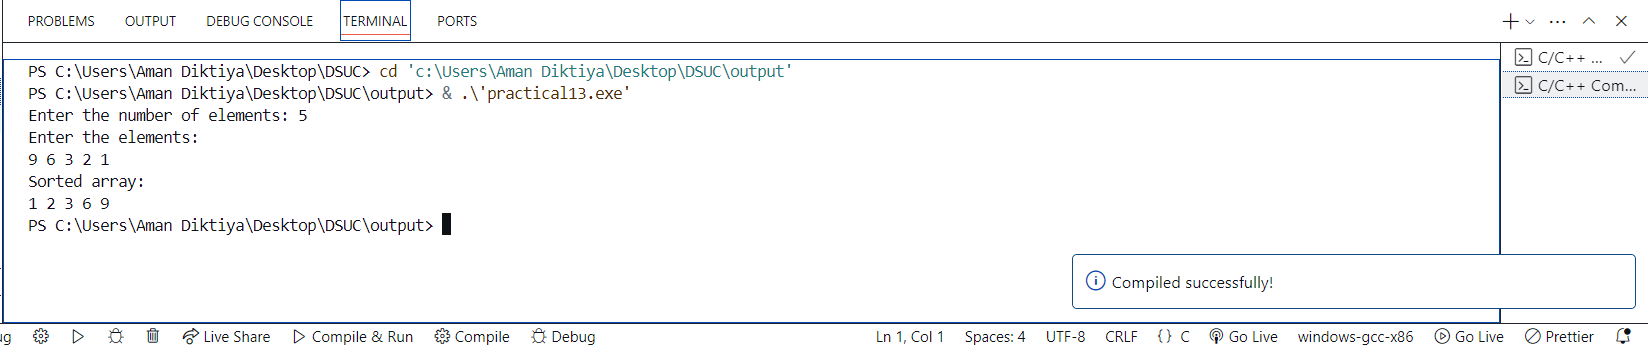 PROBLEMS OUTPUT DEBUG CONSOLE TERMINAL PORTS
PS C:\Users\Aman Diktiya\Desktop\DSUC> cd 'c:\Users\Aman Diktiya\Desktop\DSUC\output'
PS C:\Users\Aman Diktiya\Desktop\DSUC\output> & .\'practical13.exe'
Enter the number of elements: 5
Enter the elements:
9 6 3 2 1
Sorted array:
1 2 3 6 9
PS C:\Users\Aman Diktiya\Desktop\DSUC\output>
C/C++ ...
C/C++ Com...
Compiled successfully!
ug Live Share Compile & Run Compile Debug Ln 1, Col 1 Spaces: 4 UTF-8 CRLF {} C Go Live windows-gcc-x86 Go Live Prettier